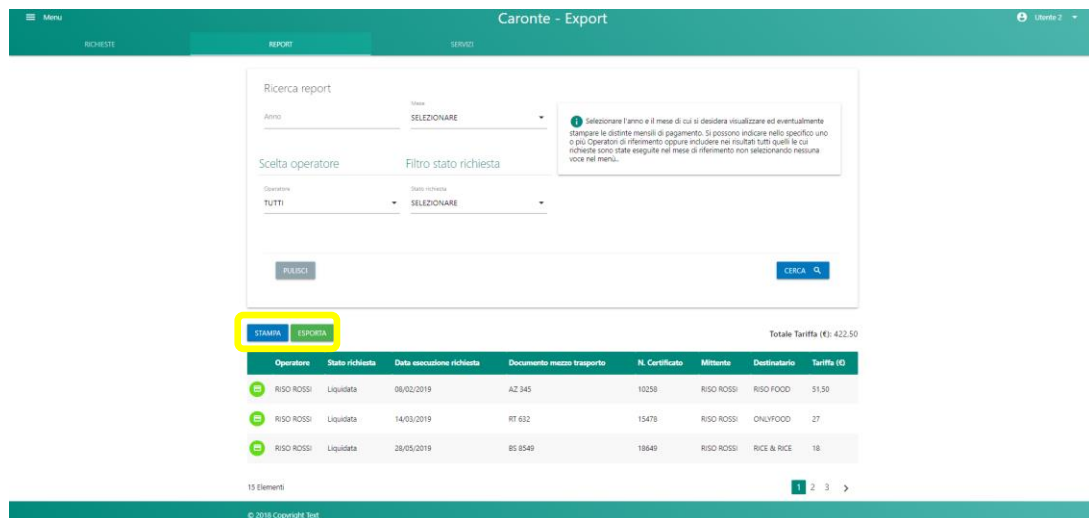 Menu
Caronte - Export
Utente 2
RICHIESTE
REPORT
SERVIZI
Ricerca report
Anno
Mese
SELEZIONARE
Selezionare l'anno e il mese di cui si desidera visualizzare ed eventualmente
stampare le distinte mensili di pagamento. Si possono indicare nello specifico uno
o più Operatori di riferimento oppure includere nei risultati tutti quelli le cui
richieste sono state eseguite nel mese di riferimento non selezionando nessuna
voce nel menù..
Scelta operatore
Filtro stato richiesta
Operatore
TUTTI
Stato richiesta
SELEZIONARE
PULISCI
CERCA
STAMPA
ESPORTA
Totale Tariffa (€): 422.50
Operatore Stato richiesta Data esecuzione richiesta Documento mezzo trasporto N. Certificato Mittente Destinatario Tariffa (€)
RISO ROSSI Liquidata 08/02/2019 AZ 345 10258 RISO ROSSI RISO FOOD 51,50
RISO ROSSI Liquidata 14/03/2019 RT 632 15478 RISO ROSSI ONLYFOOD 27
RISO ROSSI Liquidata 28/05/2019 BS 8549 18649 RISO ROSSI RICE & RICE 18
15 Elementi
1 2 3
© 2018 Copyright Text